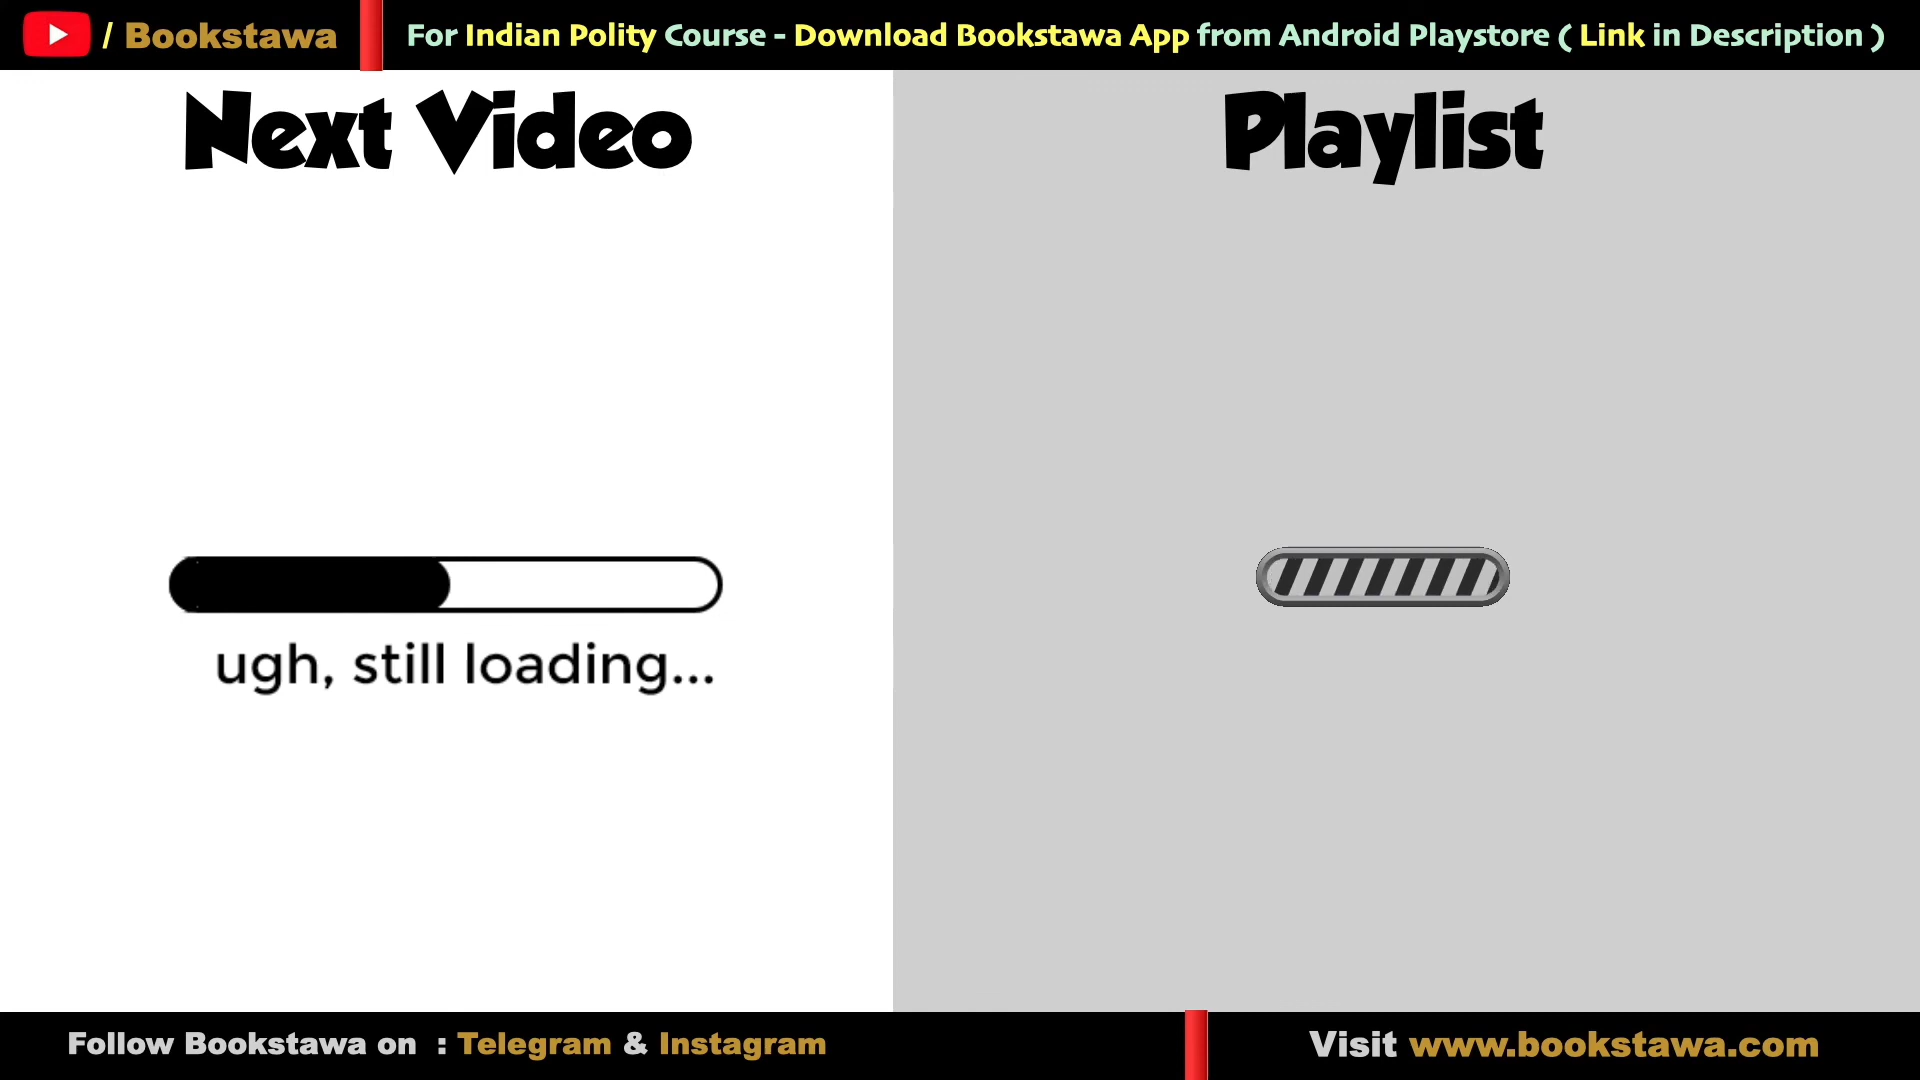 / Bookstawa
For Indian Polity Course - Download Bookstawa App from Android Playstore ( Link in Description )
Next Video
Playlist
ugh, still loading...
Follow Bookstawa on : Telegram & Instagram
Visit www.bookstawa.com